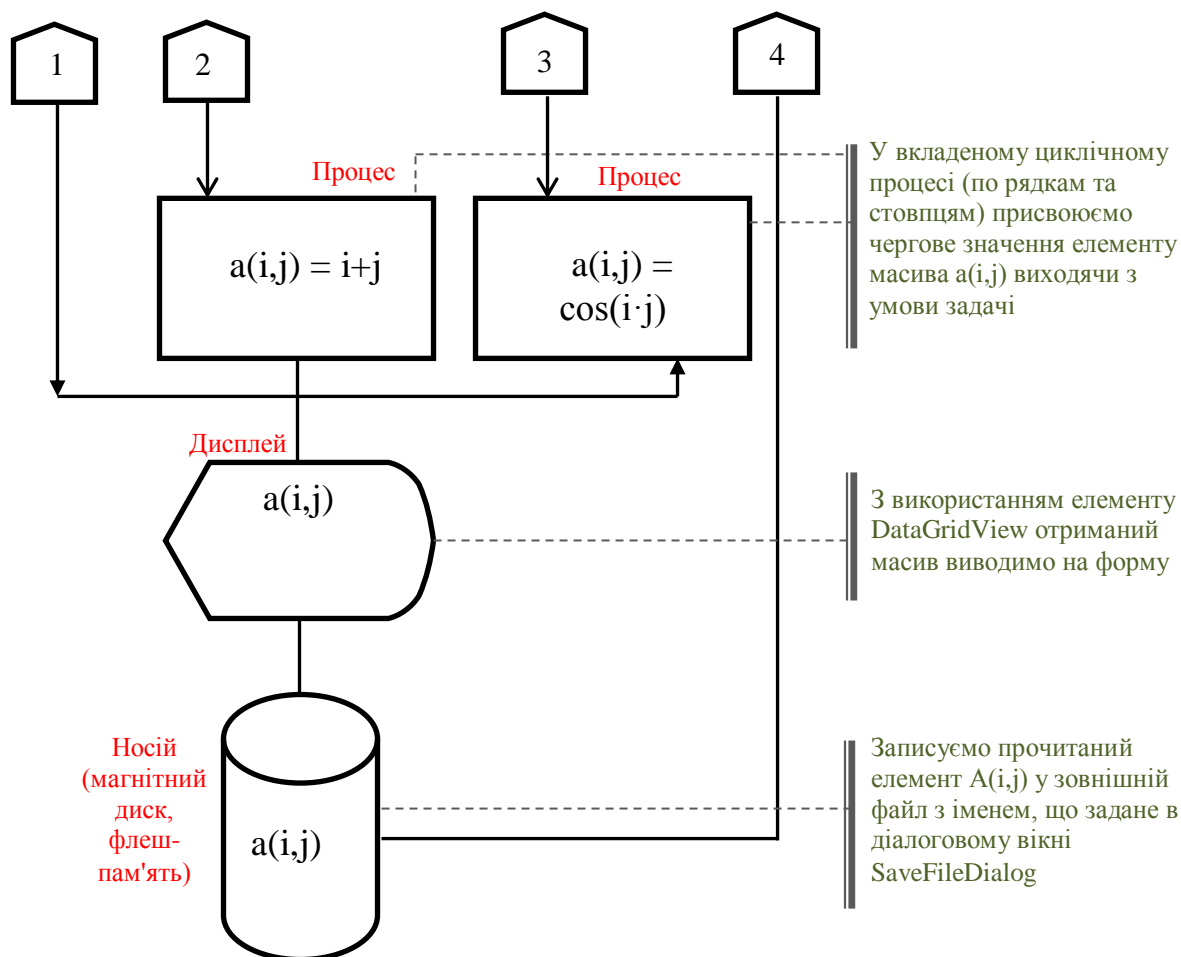 1
2
3
4
Процес
Процес
У вкладеному циклічному
процесі (по рядкам та
стовпцям) присвоюємо
чергове значення елементу
масива a(i,j) виходячи з
умови задачі
a(i,j) = i+j
a(i,j) =
cos(i·j)
Дисплей
a(i,j)
З використанням елементу
DataGridView отриманий
масив виводимо на форму
Носій
(магнітний
диск,
флеш-
пам'ять)
a(i,j)
Записуємо прочитаний
елемент A(i,j) у зовнішній
файл з іменем, що задане в
діалоговому вікні
SaveFileDialog